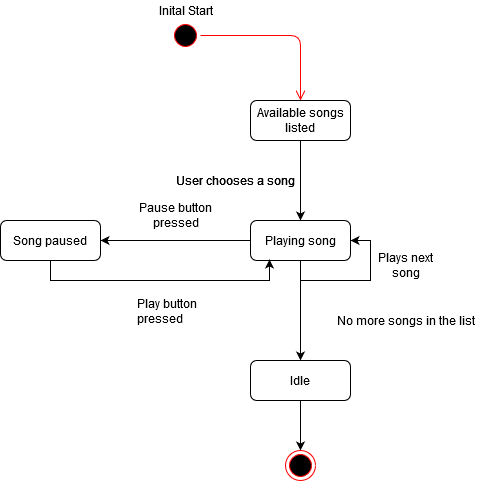 Inital Start
Available songs
listed
User chooses a song
Pause button
pressed
Song paused
Playing song
Plays next
song
Play button
pressed
No more songs in the list
Idle